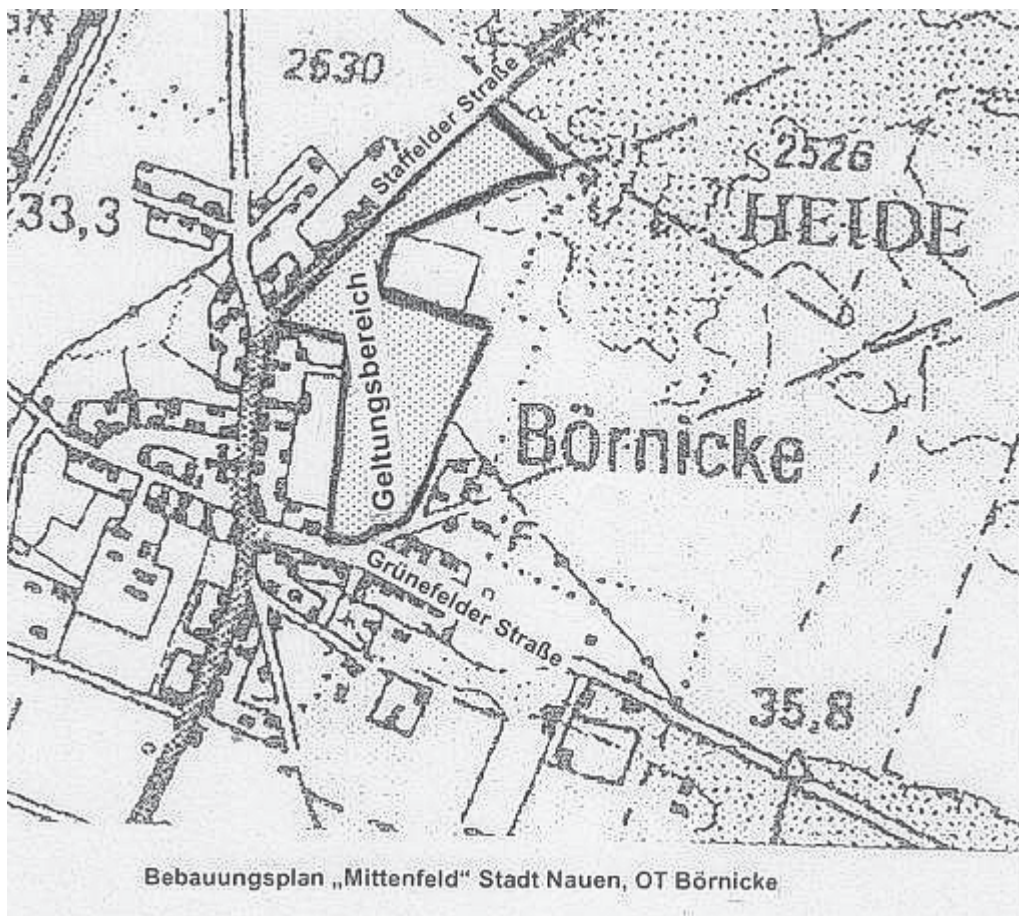 2630
Staffelder Straße
2526
HEIDE
33,3
Geltungsbereich
Börnicke
Grünefelder Straße
35,8
Bebauungsplan „Mittenfeld“ Stadt Nauen, OT Börnicke